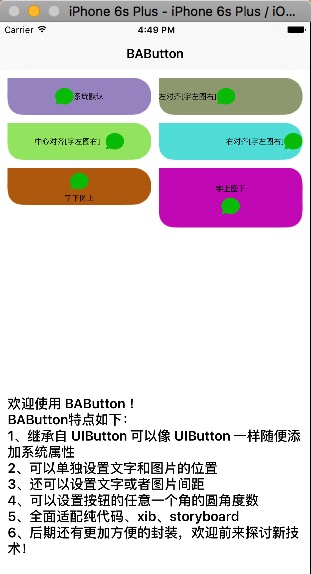 iPhone 6s Plus - iPhone 6s Plus / iO...
Carrier 4:49 PM
BAButton
系统默认
左对齐[字左图右]
中心对齐[字左图右]
右对齐[字左图右]
字下图上
字上图下
欢迎使用 BAButton！
BAButton特点如下：
1、继承自 UIButton 可以像 UIButton 一样随便添
加系统属性
2、可以单独设置文字和图片的位置
3、还可以设置文字或者图片间距
4、可以设置按钮的任意一个角的圆角度数
5、全面适配纯代码、xib、storyboard
6、后期还有更加方便的封装，欢迎前来探讨新技
术！